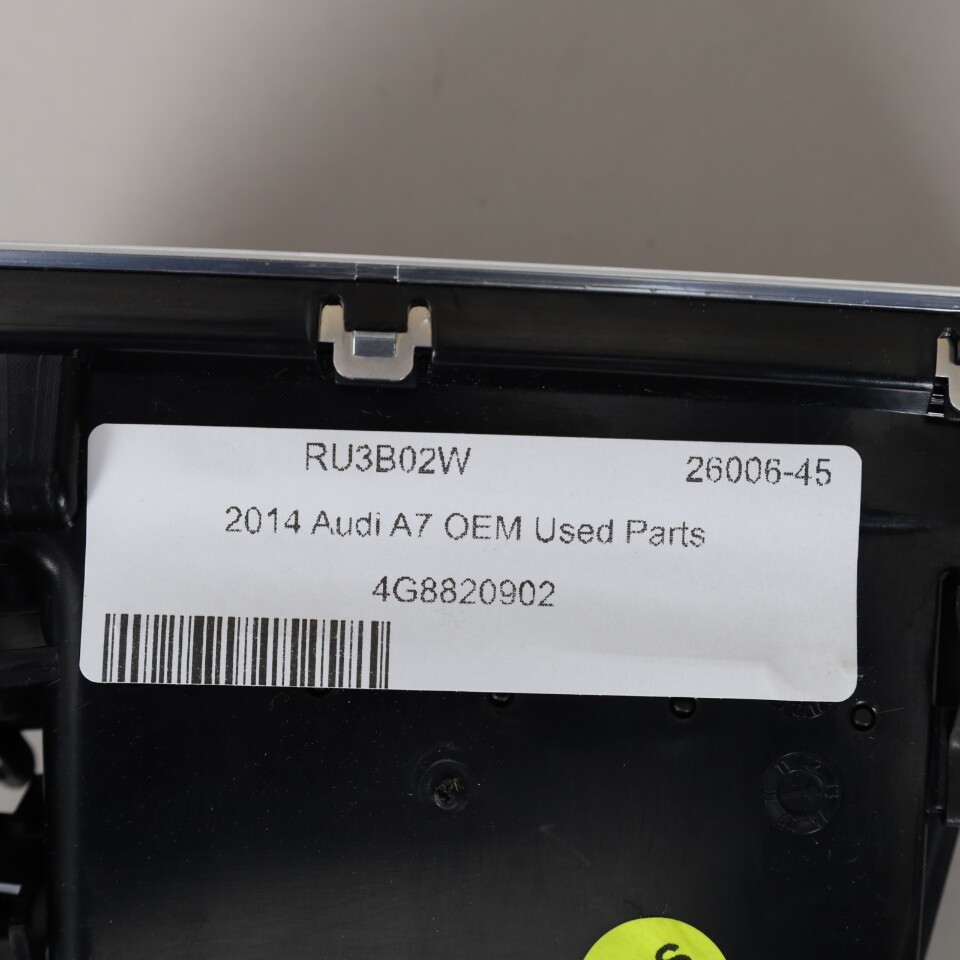 RU3B02W 26006-45
2014 Audi A7 OEM Used Parts
4G8820902